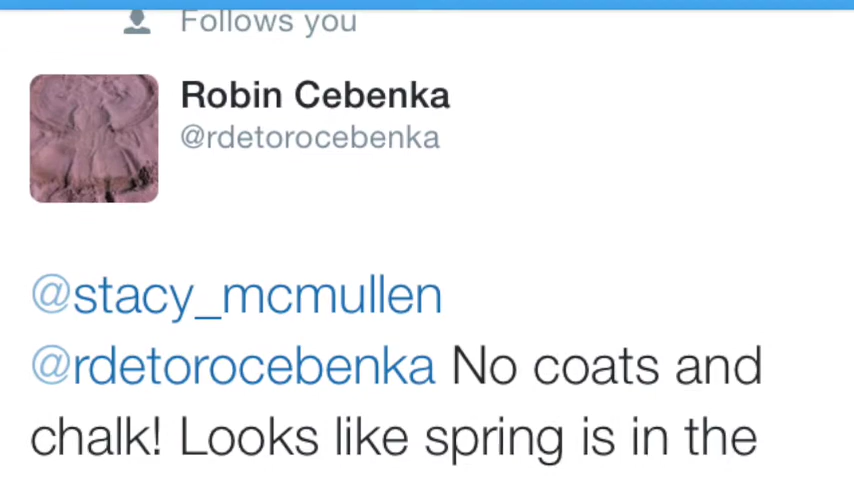 Follows you
Robin Cebenka
@rdetorocebenka
@stacy_mcmullen
@rdetorocebenka No coats and
chalk! Looks like spring is in the